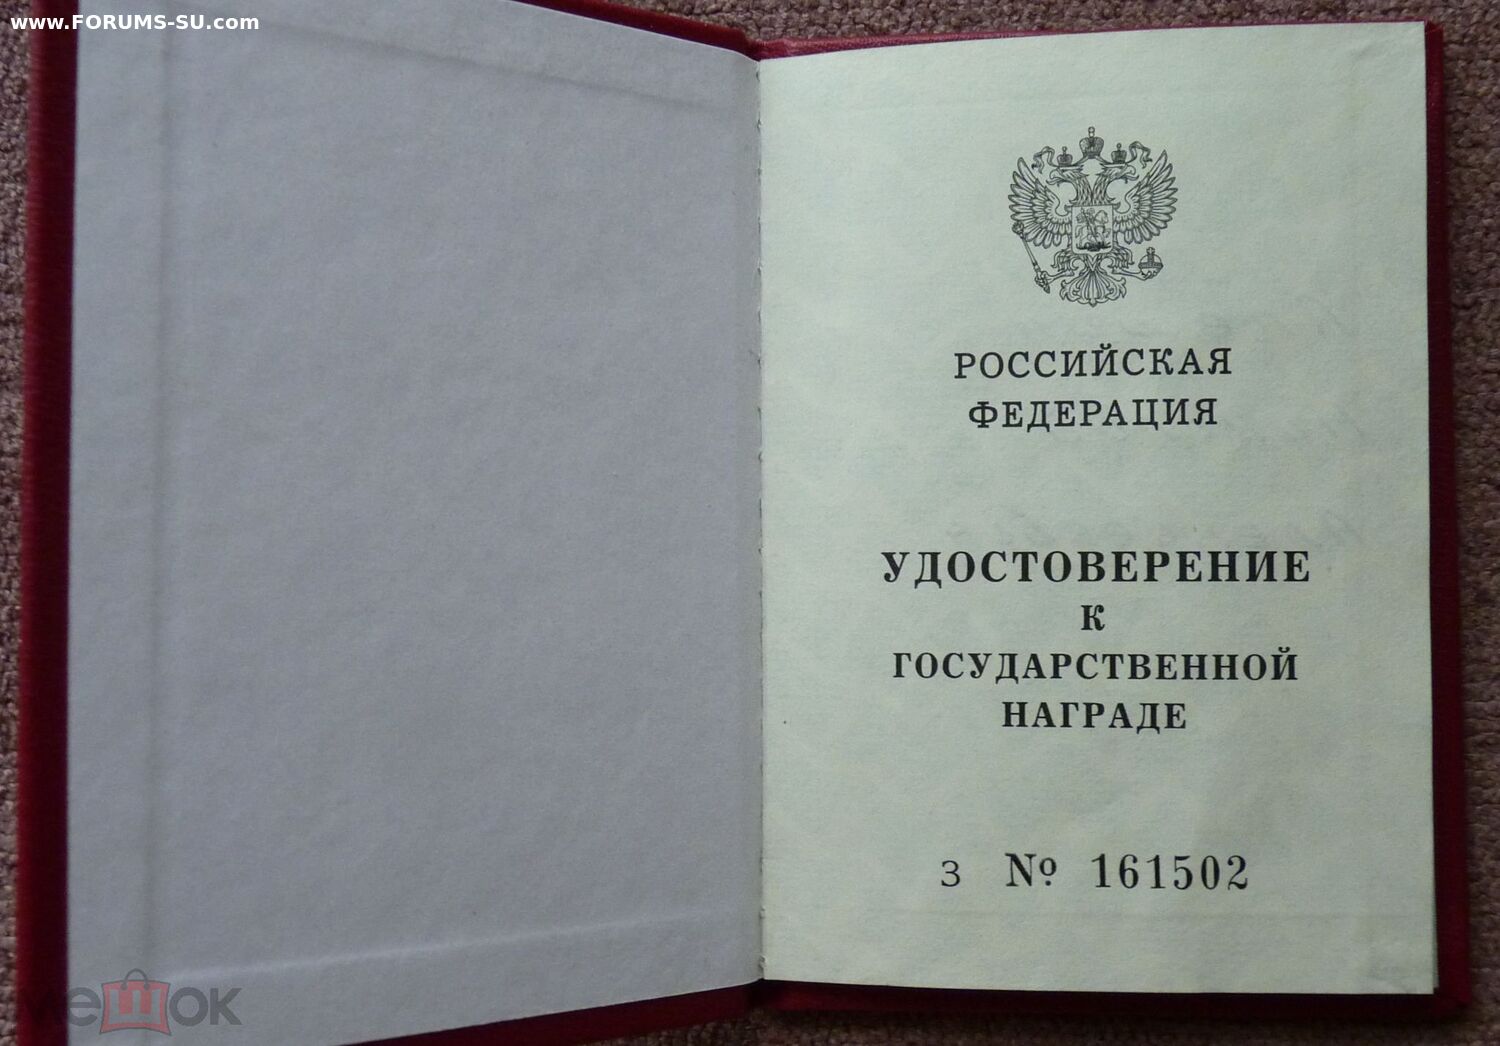 www.FORUMS-SU.com
РОССИЙСКАЯ
ФЕДЕРАЦИЯ
УДОСТОВЕРЕНИЕ
К
ГОСУДАРСТВЕННОЙ
НАГРАДЕ
З № 161502
мешок